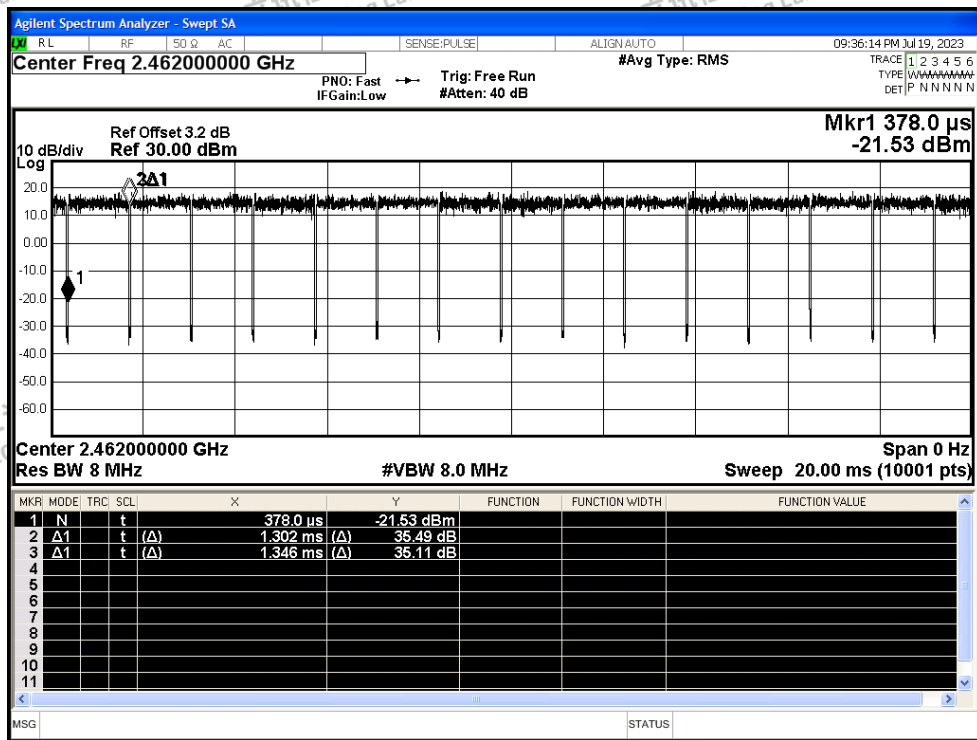 Agilent Spectrum Analyzer - Swept SA
LXI RL RF 50 Ω AC SENSE:PULSE ALIGN AUTO 09:36:14 PM Jul 19, 2023
Center Freq 2.462000000 GHz #Avg Type: RMS TRACE 1 2 3 4 5 6
PNO: Fast Trig: Free Run TYPE WWWWWW
IFGain:Low #Atten: 40 dB DET P N N N N N
Mkr1 378.0 µs
Ref Offset 3.2 dB
10 dB/div Ref 30.00 dBm -21.53 dBm
Log
3Δ1
20.0
10.0
0.00
-10.0
1
-20.0
-30.0
-40.0
-50.0
-60.0
Center 2.462000000 GHz Span 0 Hz
Res BW 8 MHz #VBW 8.0 MHz Sweep 20.00 ms (10001 pts)
MKR MODE TRC SCL X Y FUNCTION FUNCTION WIDTH FUNCTION VALUE
1 N t 378.0 µs -21.53 dBm
2 Δ1 t (Δ) 1.302 ms (Δ) 35.49 dB
3 Δ1 t (Δ) 1.346 ms (Δ) 35.11 dB
4
5
6
7
8
9
10
11
MSG STATUS